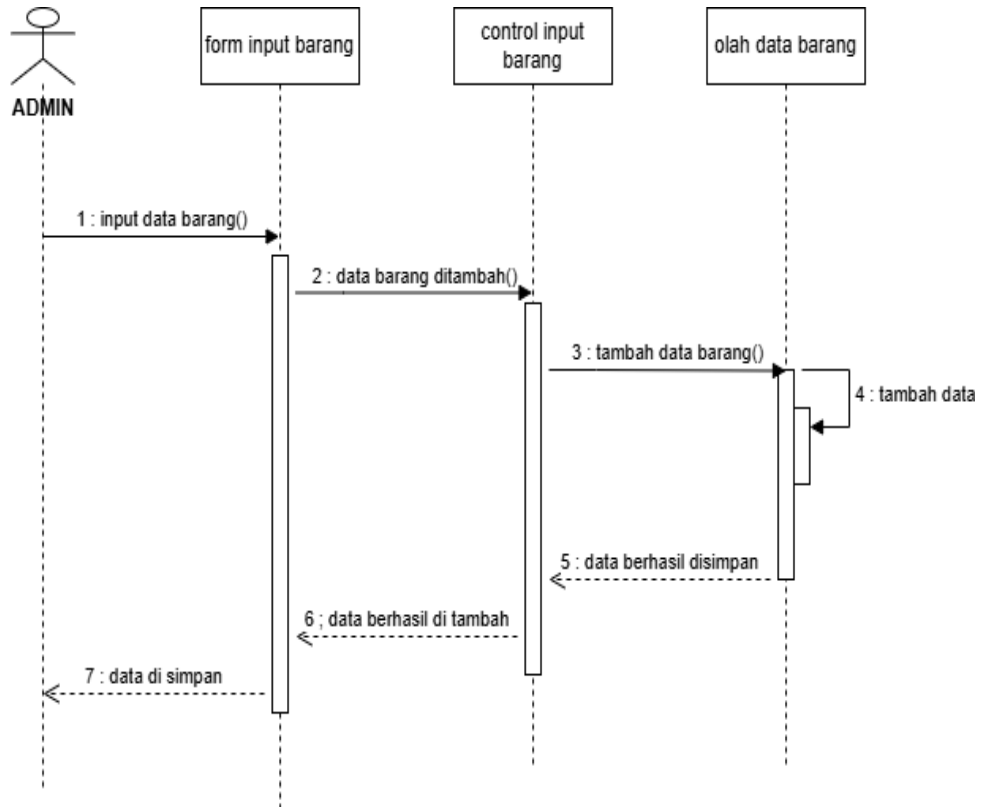 form input barang
control input
barang
olah data barang
ADMIN
1 : input data barang()
2 : data barang ditambah()
3 : tambah data barang()
4 : tambah data
5 : data berhasil disimpan
6 ; data berhasil di tambah
7 : data di simpan